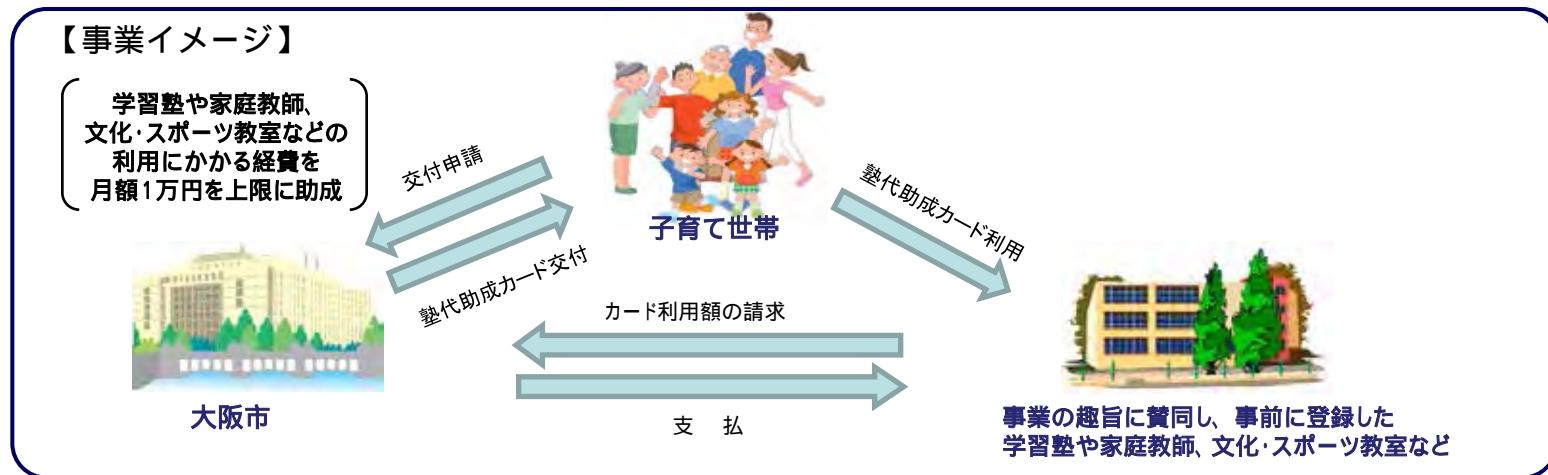 【事業イメージ】
学習塾や家庭教師、
文化・スポーツ教室などの
利用にかかる経費を
月額1万円を上限に助成
交付申請
塾代助成カード交付
子育て世帯
塾代助成カード利用
カード利用額の請求
支　払
大阪市
事業の趣旨に賛同し、事前に登録した
学習塾や家庭教師、文化・スポーツ教室など